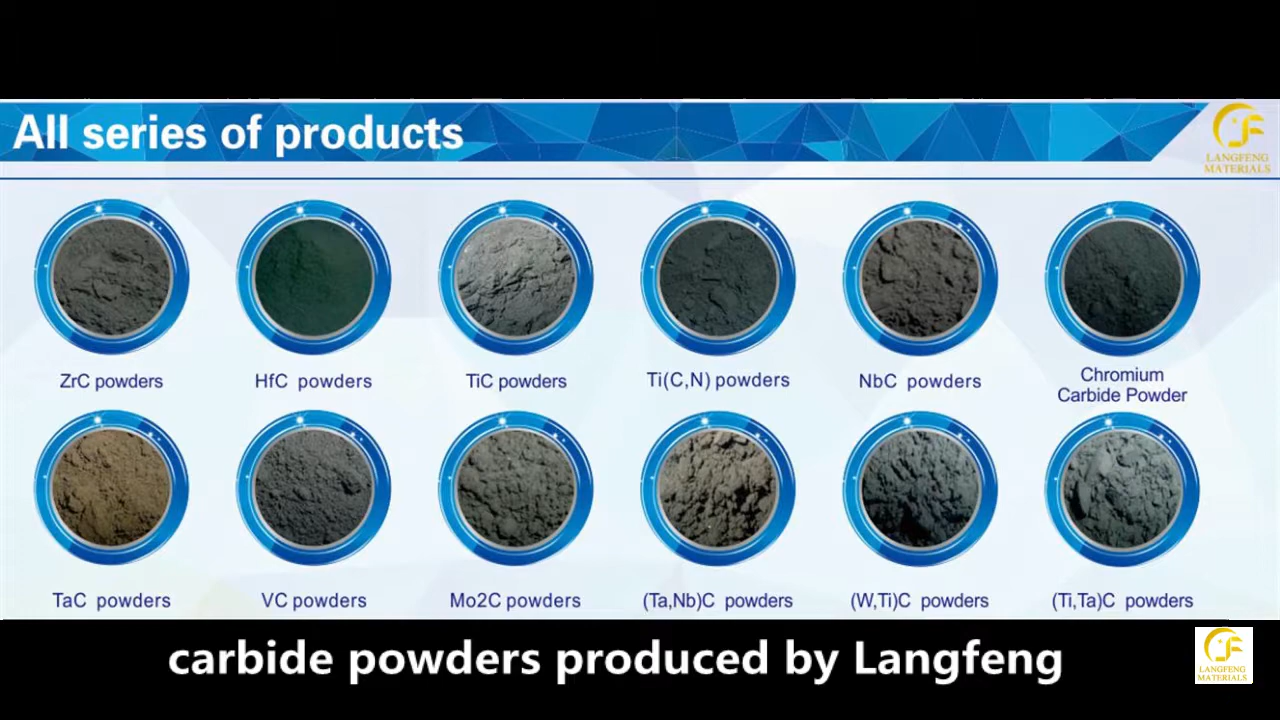 All series of products
LANGFENG
MATERIALS
ZrC powders
HfC powders
TiC powders
Ti(C,N) powders
NbC powders
Chromium
Carbide Powder
TaC powders
VC powders
Mo2C powders
(Ta,Nb)C powders
(W,Ti)C powders
(Ti,Ta)C powders
carbide powders produced by Langfeng
LANGFENG
MATERIALS